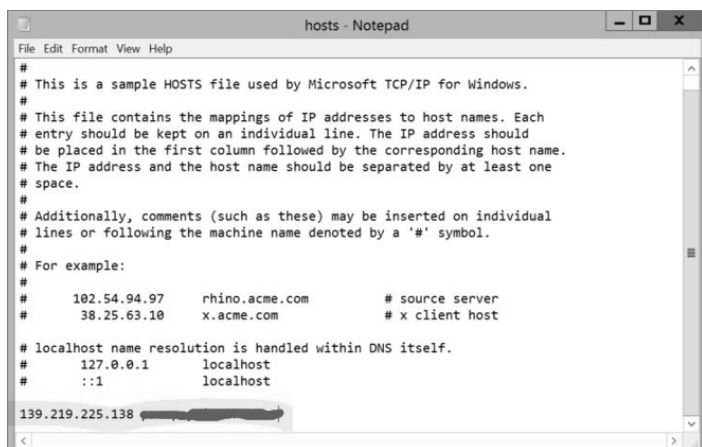 hosts - Notepad
File Edit Format View Help
#
# This is a sample HOSTS file used by Microsoft TCP/IP for Windows.
#
# This file contains the mappings of IP addresses to host names. Each
# entry should be kept on an individual line. The IP address should
# be placed in the first column followed by the corresponding host name.
# The IP address and the host name should be separated by at least one
# space.
#
# Additionally, comments (such as these) may be inserted on individual
# lines or following the machine name denoted by a '#' symbol.
#
# For example:
#
# 102.54.94.97 rhino.acme.com # source server
# 38.25.63.10 x.acme.com # x client host
# localhost name resolution is handled within DNS itself.
# 127.0.0.1 localhost
# ::1 localhost
139.219.225.138